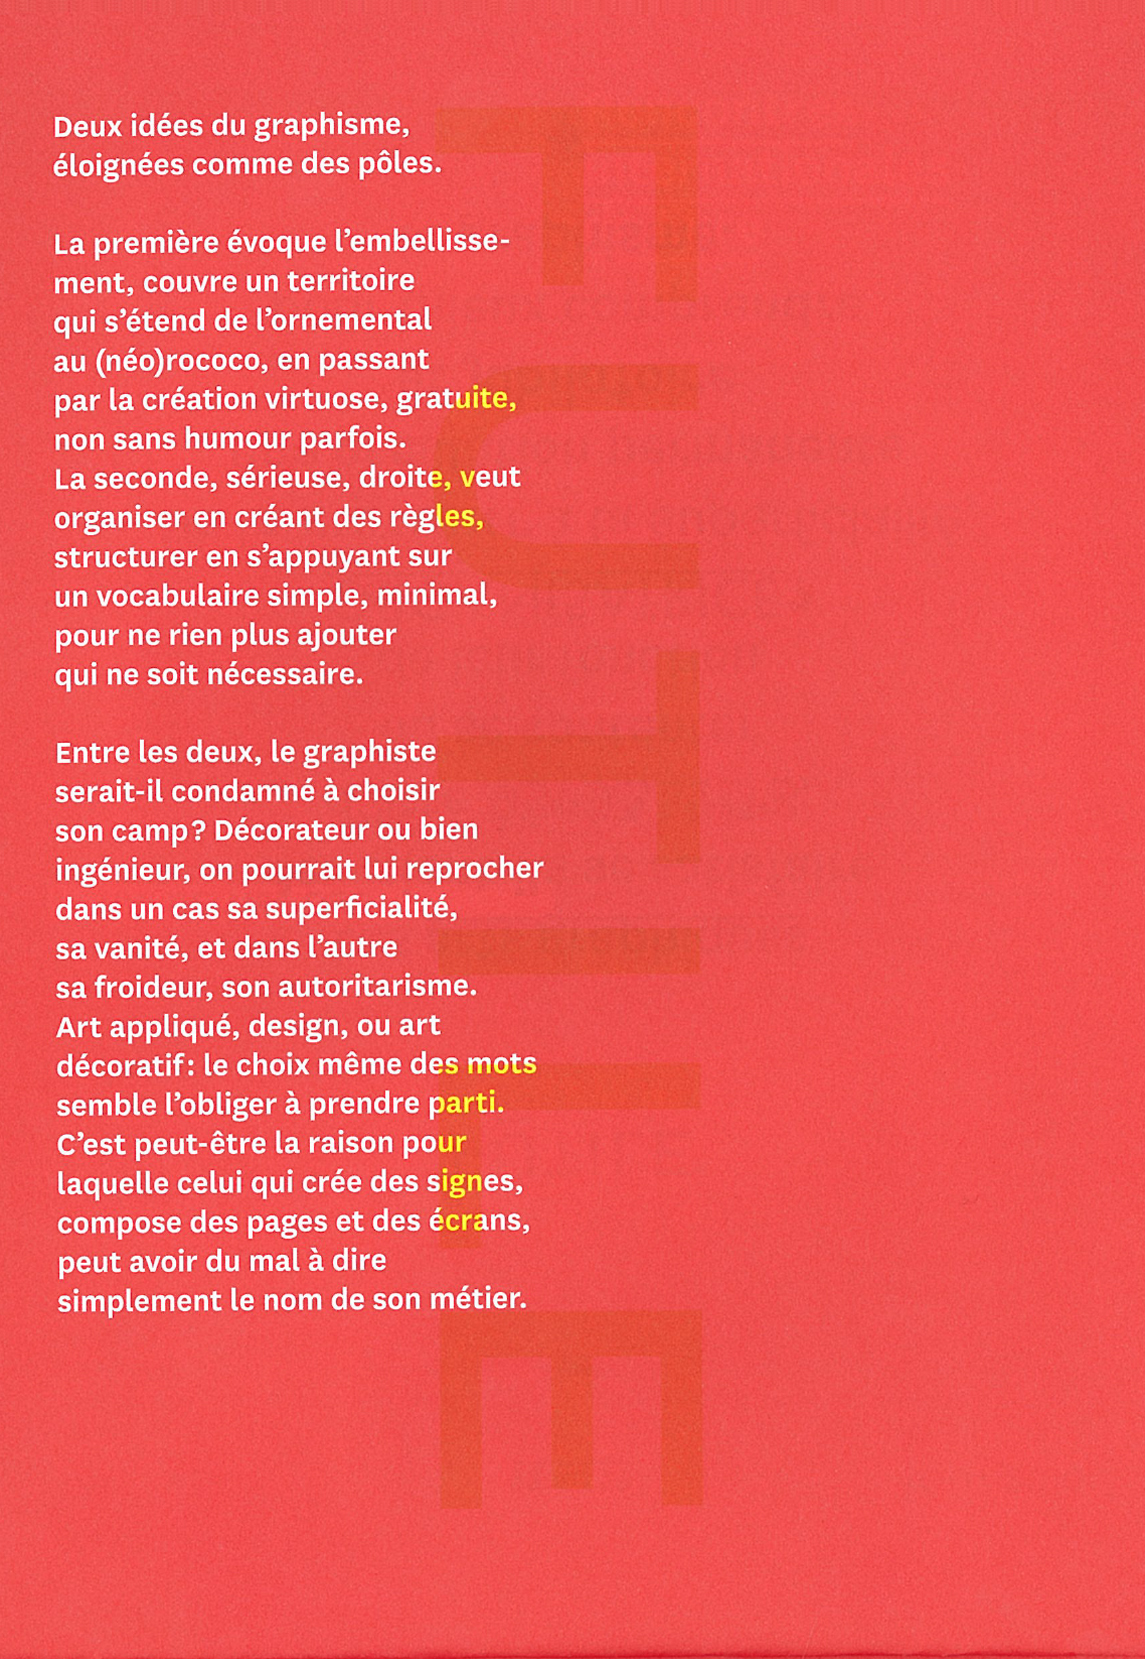 Deux idées du graphisme,
éloignées comme des pôles.
La première évoque l’embellisse-
ment, couvre un territoire
qui s’étend de l’ornemental
au (néo)rococo, en passant
par la création virtuose, gratuite,
non sans humour parfois.
La seconde, sérieuse, droite, veut
organiser en créant des règles,
structurer en s’appuyant sur
un vocabulaire simple, minimal,
pour ne rien plus ajouter
qui ne soit nécessaire.
Entre les deux, le graphiste
serait-il condamné à choisir
son camp? Décorateur ou bien
ingénieur, on pourrait lui reprocher
dans un cas sa superficialité,
sa vanité, et dans l’autre
sa froideur, son autoritarisme.
Art appliqué, design, ou art
décoratif: le choix même des mots
semble l’obliger à prendre parti.
C’est peut-être la raison pour
laquelle celui qui crée des signes,
compose des pages et des écrans,
peut avoir du mal à dire
simplement le nom de son métier.
FUTILE